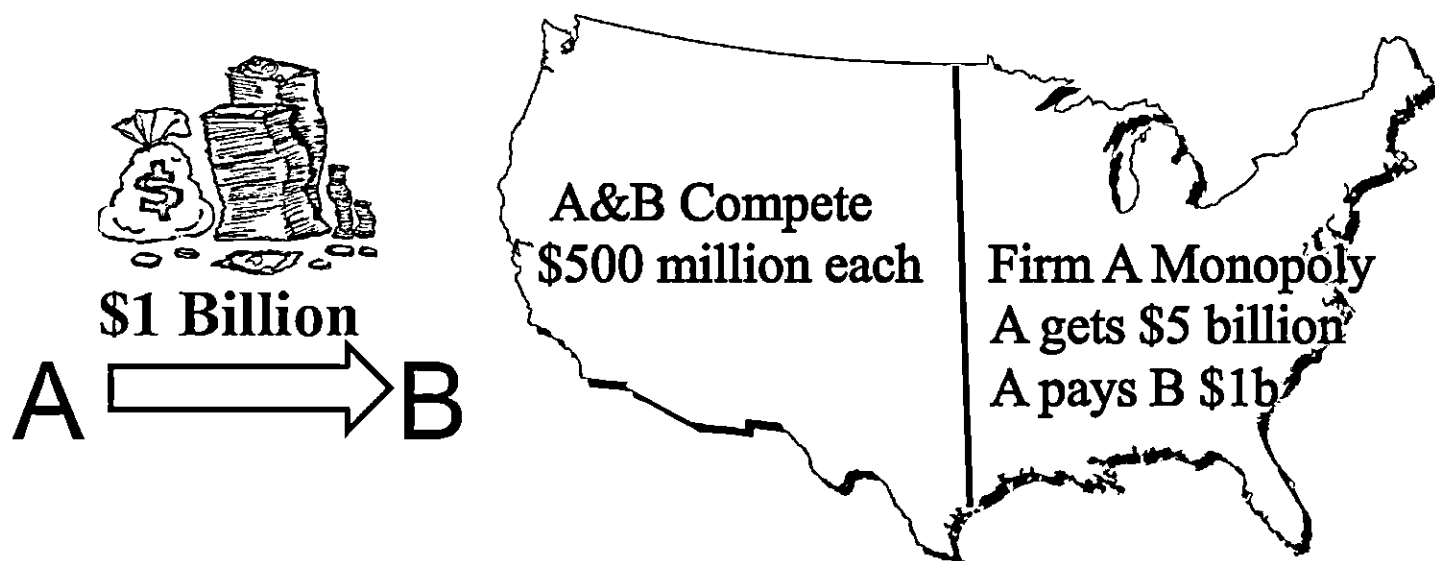 $
$1 Billion
A
B
A&B Compete
$500 million each
Firm A Monopoly
A gets $5 billion
A pays B $1b